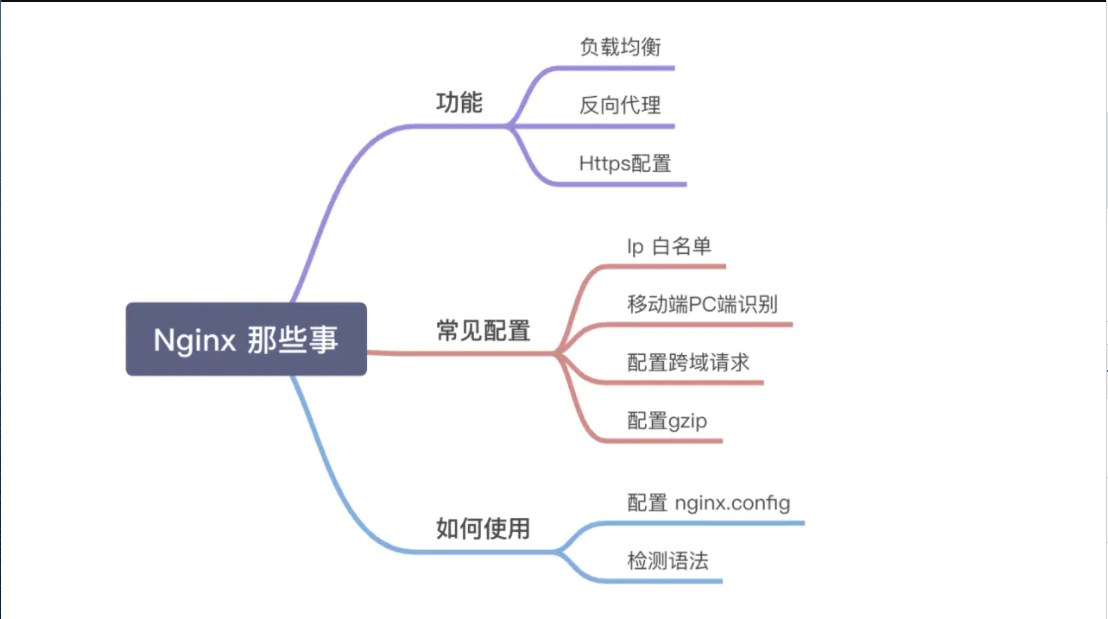 Nginx 那些事
功能
负载均衡
反向代理
Https配置
常见配置
Ip 白名单
移动端PC端识别
配置跨域请求
配置gzip
如何使用
配置 nginx.config
检测语法